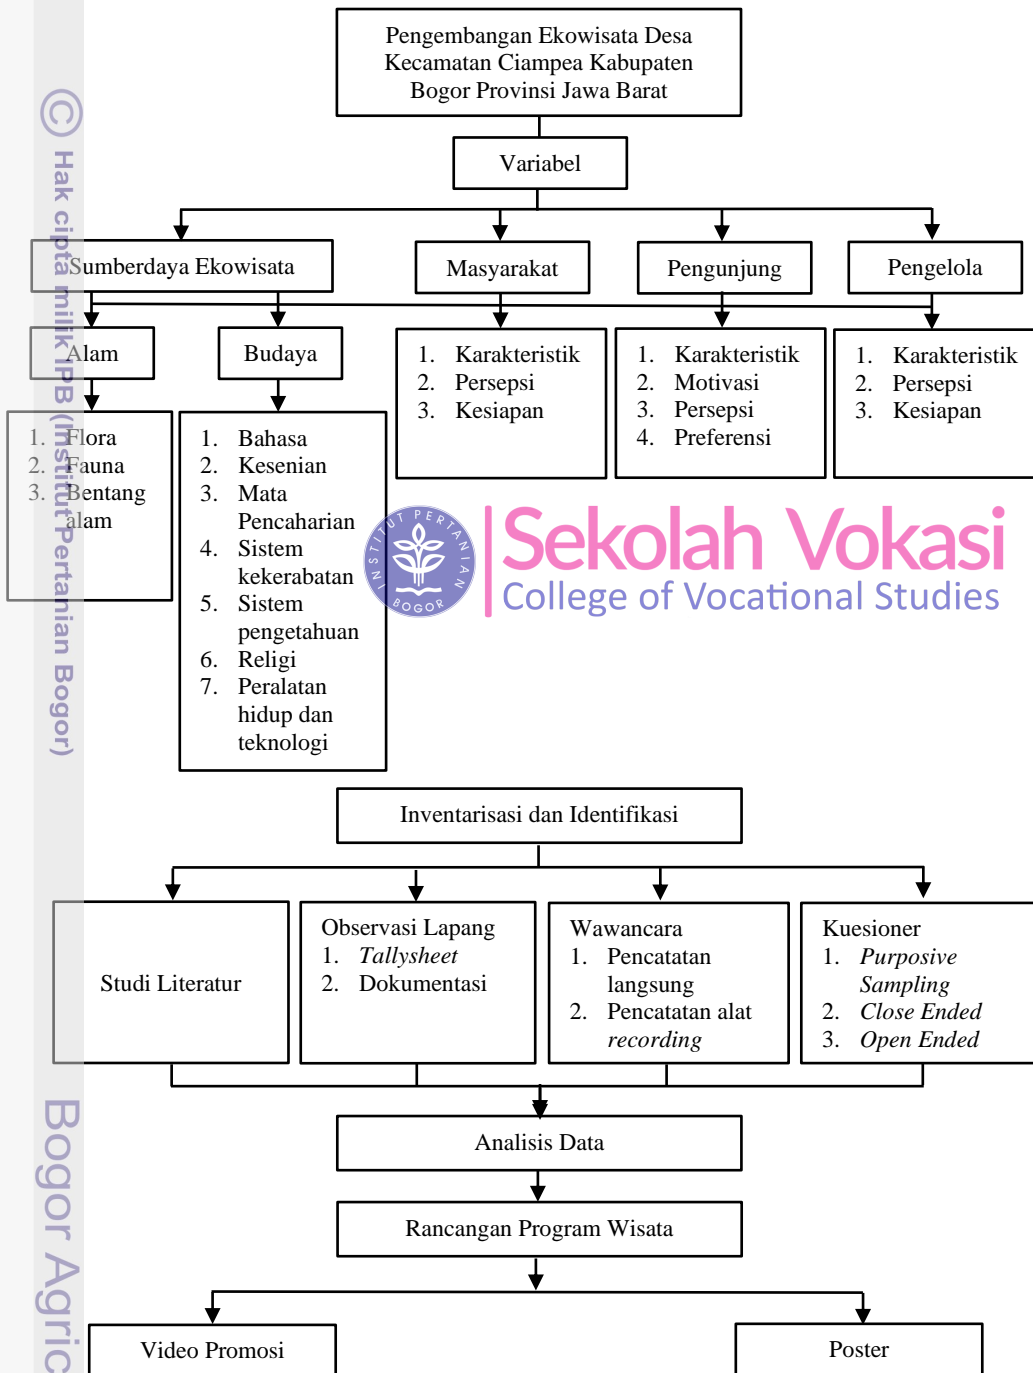 Pengembangan Ekowisata Desa
Kecamatan Ciampea Kabupaten
Bogor Provinsi Jawa Barat
Variabel
Sumberdaya Ekowisata
Masyarakat
Pengunjung
Pengelola
Alam
Budaya
1. Karakteristik
2. Persepsi
3. Kesiapan
1. Karakteristik
2. Motivasi
3. Persepsi
4. Preferensi
1. Karakteristik
2. Persepsi
3. Kesiapan
1. Flora
2. Fauna
3. Bentang
alam
1. Bahasa
2. Kesenian
3. Mata
Pencaharian
4. Sistem
kekerabatan
5. Sistem
pengetahuan
6. Religi
7. Peralatan
hidup dan
teknologi
INSTITUT PERTANIAN
BOGOR
Sekolah Vokasi
College of Vocational Studies
Inventarisasi dan Identifikasi
Studi Literatur
Observasi Lapang
1. Tallysheet
2. Dokumentasi
Wawancara
1. Pencatatan
langsung
2. Pencatatan alat
recording
Kuesioner
1. Purposive
Sampling
2. Close Ended
3. Open Ended
Analisis Data
Rancangan Program Wisata
Video Promosi
Poster
© Hak cipta milik IPB (Institut Pertanian Bogor)
Bogor Agric